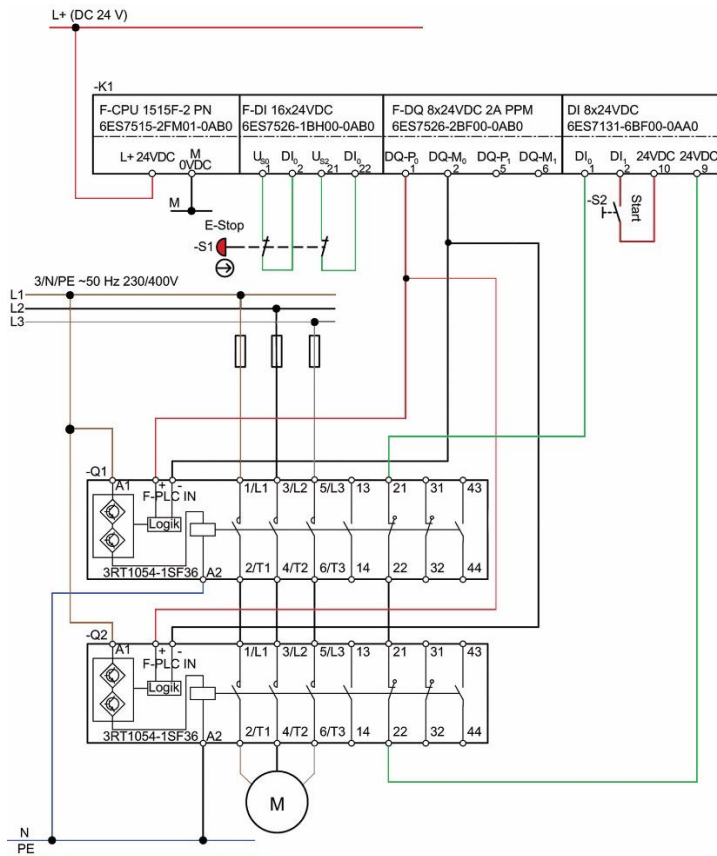 L+ (DC 24 V)
-K1
F-CPU 1515F-2 PN
6ES7515-2FM01-0AB0
F-DI 16x24VDC
6ES7526-1BH00-0AB0
F-DQ 8x24VDC 2A PPM
6ES7526-2BF00-0AB0
DI 8x24VDC
6ES7131-6BF00-0AA0
L+ 24VDC
M
0VDC
US0 DI0 US2 DI0
1 2 21 22
DQ-P0 DQ-M0 DQ-P1 DQ-M1
1 2 5 6
DI0 DI1 24VDC 24VDC
1 2 10 9
M
E-Stop
-S1
-S2
Start
3/N/PE ~50 Hz 230/400V
L1
L2
L3
-Q1
A1 + - 1/L1 3/L2 5/L3 13 21 31 43
F-PLC IN
Logik
3RT1054-1SF36 A2 2/T1 4/T2 6/T3 14 22 32 44
-Q2
A1 + - 1/L1 3/L2 5/L3 13 21 31 43
F-PLC IN
Logik
3RT1054-1SF36 A2 2/T1 4/T2 6/T3 14 22 32 44
M
N
PE